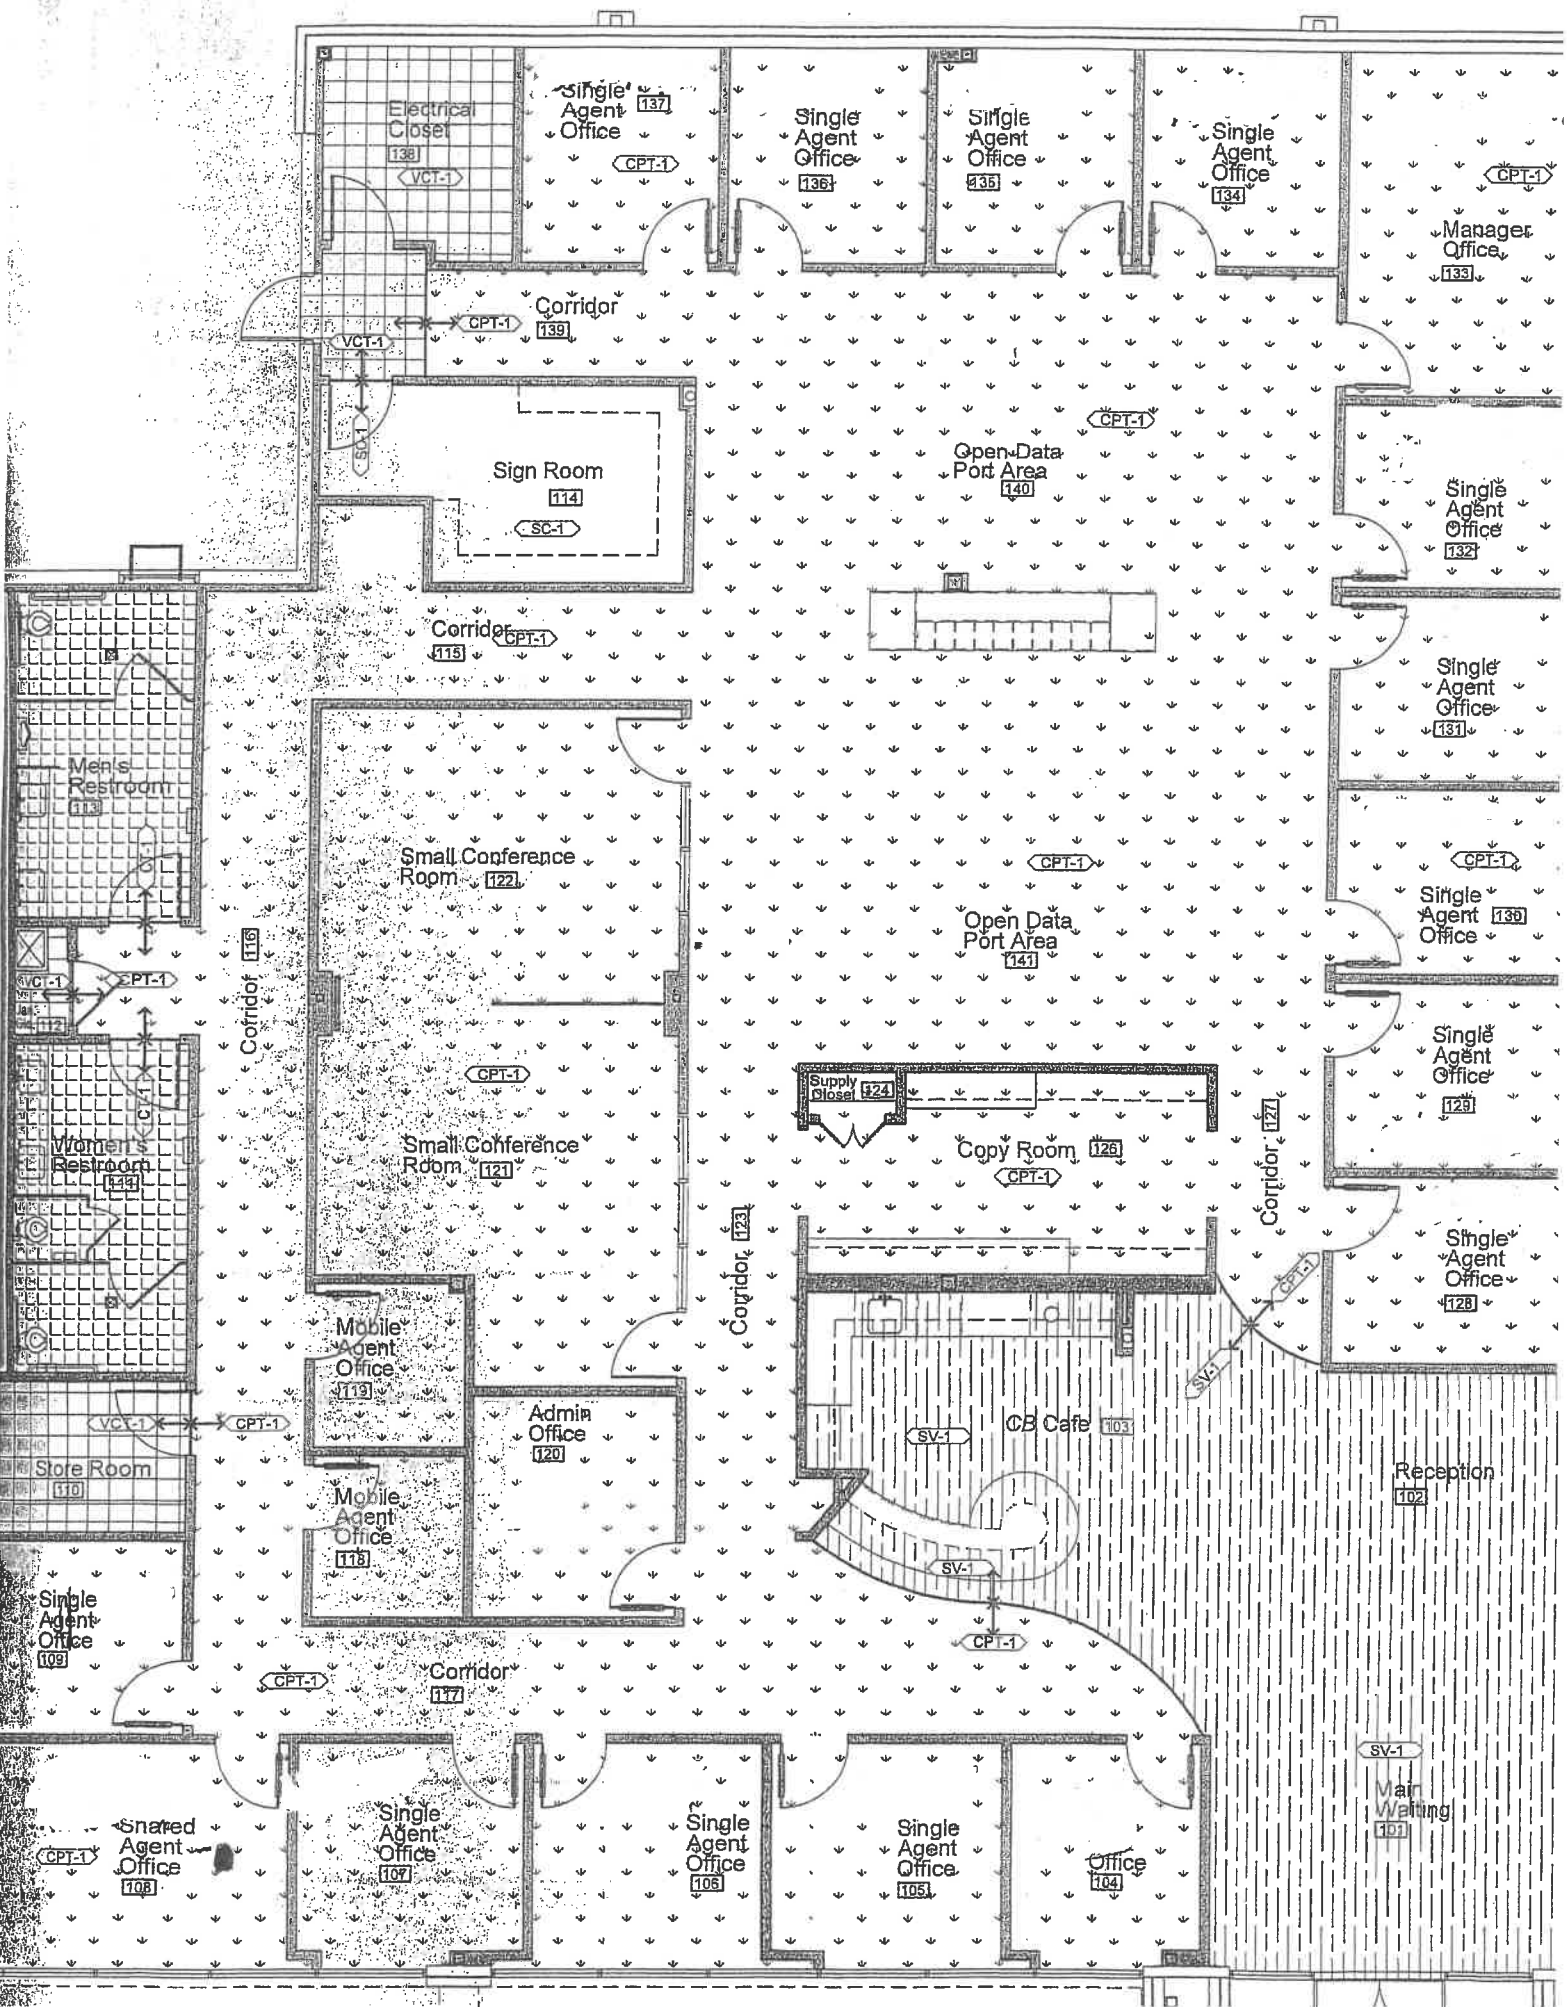 Electrical
Closet
138
VCT-1
Single
Agent
Office
137
CPT-1
Single
Agent
Office
136
Single
Agent
Office
135
Single
Agent
Office
134
CPT-1
Manager
Office
133
Corridor
139
CPT-1
VCT-1
SC-1
Sign Room
114
SC-1
CPT-1
Open Data
Port Area
140
Single
Agent
Office
132
Corridor
115
CPT-1
Single
Agent
Office
131
Men's
Restroom
113
Small Conference
Room 122
CPT-1
Open Data
Port Area
141
CPT-1
Single
Agent 130
Office
Corridor 116
VCT-1
CPT-1
112
CPT-1
Small Conference
Room 121
Supply
Closet 124
Copy Room 126
CPT-1
Corridor 127
Single
Agent
Office
129
Women's
Restroom
111
CT-1
Corridor 123
Single
Agent
Office
128
CPT-1
SV-1
Mobile
Agent
Office
119
Admin
Office
120
SV-1
CB Cafe 103
VCT-1
CPT-1
Store Room
110
Mobile
Agent
Office
118
Reception
102
SV-1
CPT-1
Single
Agent
Office
109
CPT-1
Corridor
117
SV-1
Main
Waiting
101
CPT-1
Shared
Agent
Office
108
Single
Agent
Office
107
Single
Agent
Office
106
Single
Agent
Office
105
Office
104